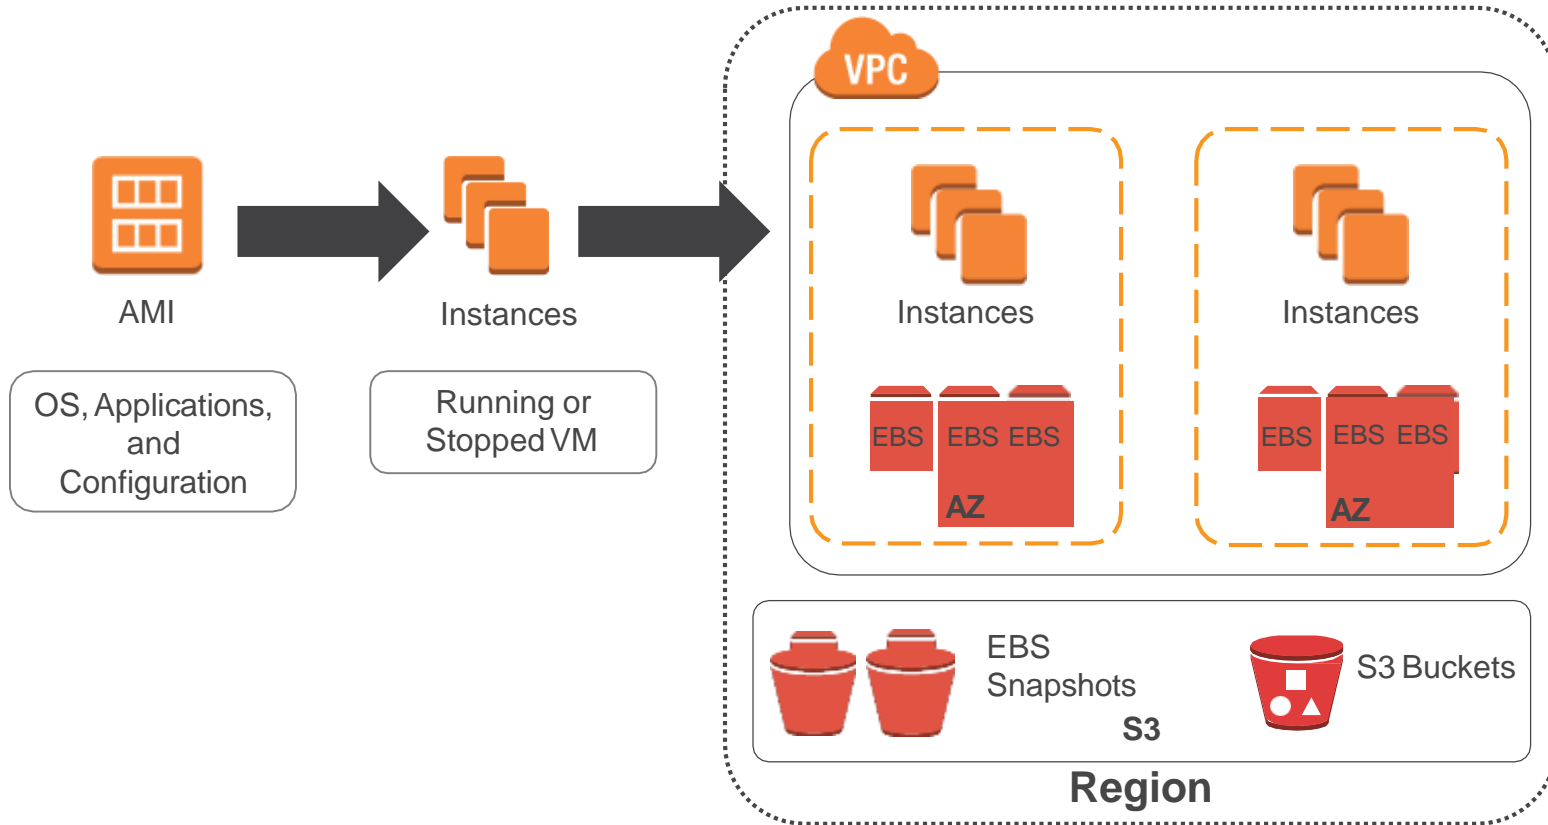 VPC
AMI
Instances
Instances
Instances
OS, Applications,
and
Configuration
Running or
Stopped VM
EBS EBS EBS
AZ
EBS EBS EBS
AZ
EBS
Snapshots
S3
S3 Buckets
Region